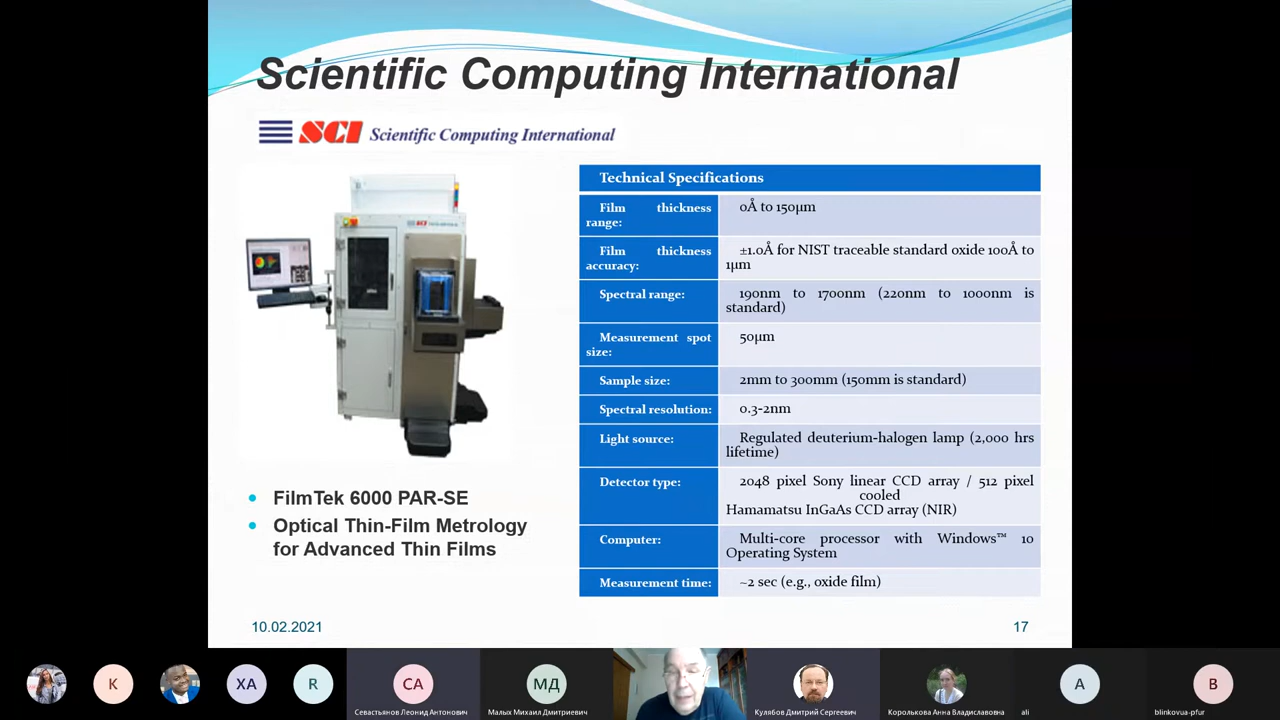 Scientific Computing International
SCI Scientific Computing International
Technical Specifications
Film thickness
range:
0Å to 150µm
Film thickness
accuracy:
±1.0Å for NIST traceable standard oxide 100Å to
1µm
Spectral range:
190nm to 1700nm (220nm to 1000nm is
standard)
Measurement spot
size:
50µm
Sample size:
2mm to 300mm (150mm is standard)
Spectral resolution:
0.3-2nm
Light source:
Regulated deuterium-halogen lamp (2,000 hrs
lifetime)
Detector type:
2048 pixel Sony linear CCD array / 512 pixel
cooled
Hamamatsu InGaAs CCD array (NIR)
Computer:
Multi-core processor with Windows™ 10
Operating System
Measurement time:
~2 sec (e.g., oxide film)
SCI
FilmTek 6000 PAR-SE
Optical Thin-Film Metrology
for Advanced Thin Films
10.02.2021
17
K
XA
R
CA
МД
A
B
Севастьянов Леонид Антонович
Малых Михаил Дмитриевич
Кулябов Дмитрий Сергеевич
Королькова Анна Владиславовна
ali
blinkovua-pfur